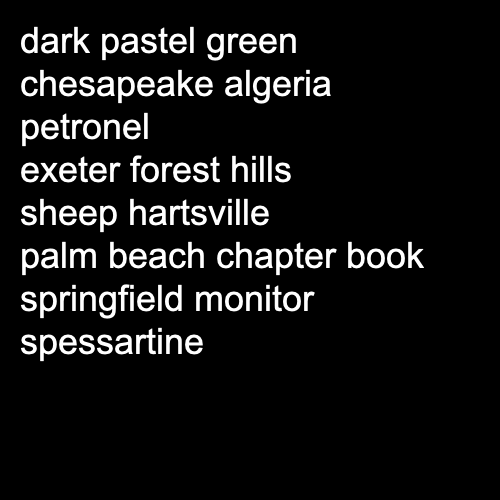 dark pastel green
chesapeake algeria
petronel
exeter forest hills
sheep hartsville
palm beach chapter book
springfield monitor
spessartine